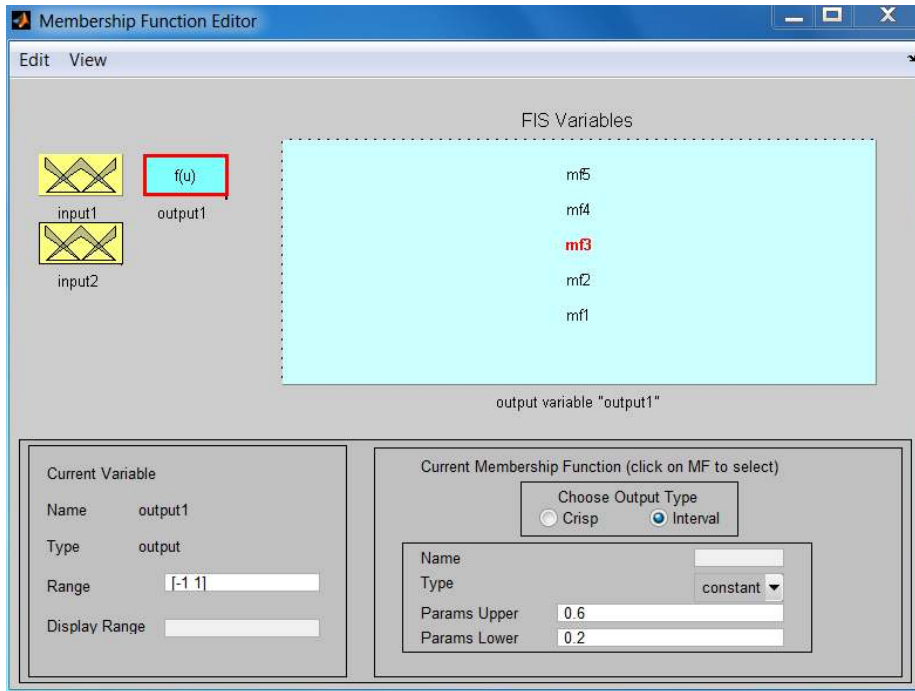 Membership Function Editor
Edit View
FIS Variables
f(u)
input1
output1
input2
mf5
mf4
mf3
mf2
mf1
output variable "output1"
Current Variable
Name output1
Type output
Range [-1 1]
Display Range
Current Membership Function (click on MF to select)
Choose Output Type
Crisp Interval
Name
Type constant
Params Upper 0.6
Params Lower 0.2